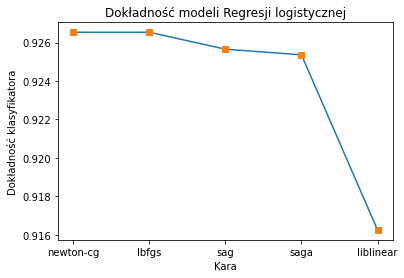 Dokładność modeli Regresji logistycznej
Dokładność klasyfikatora
0.926
0.924
0.922
0.920
0.918
0.916
newton-cg lbfgs sag saga liblinear
Kara